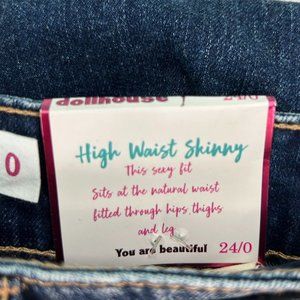 dollhouse 24/0
High Waist Skinny
This sexy fit
Sits at the natural waist
fitted through hips, thighs
and leg
You are beautiful 24/0
0